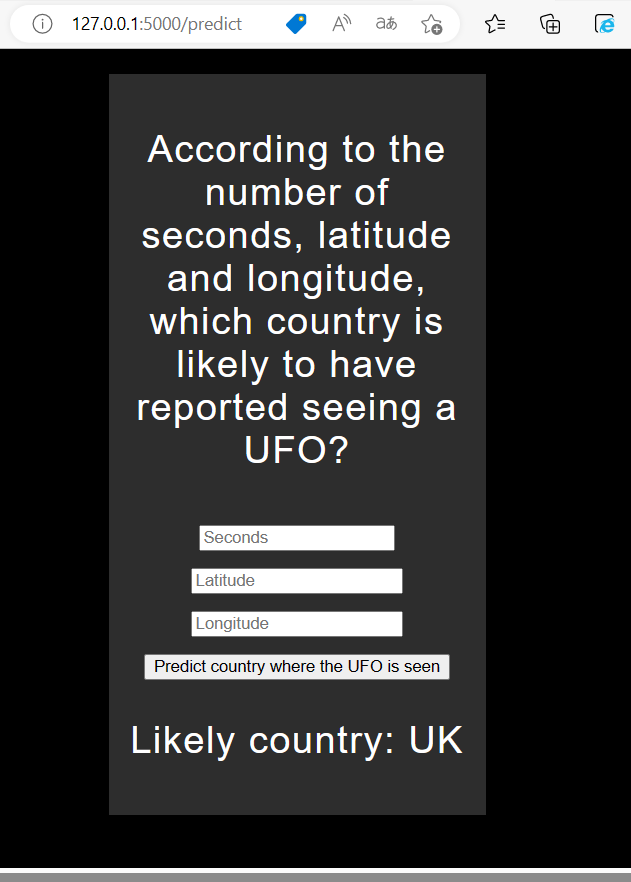 127.0.0.1:5000/predict
According to the
number of
seconds, latitude
and longitude,
which country is
likely to have
reported seeing a
UFO?
Seconds
Latitude
Longitude
Predict country where the UFO is seen
Likely country: UK